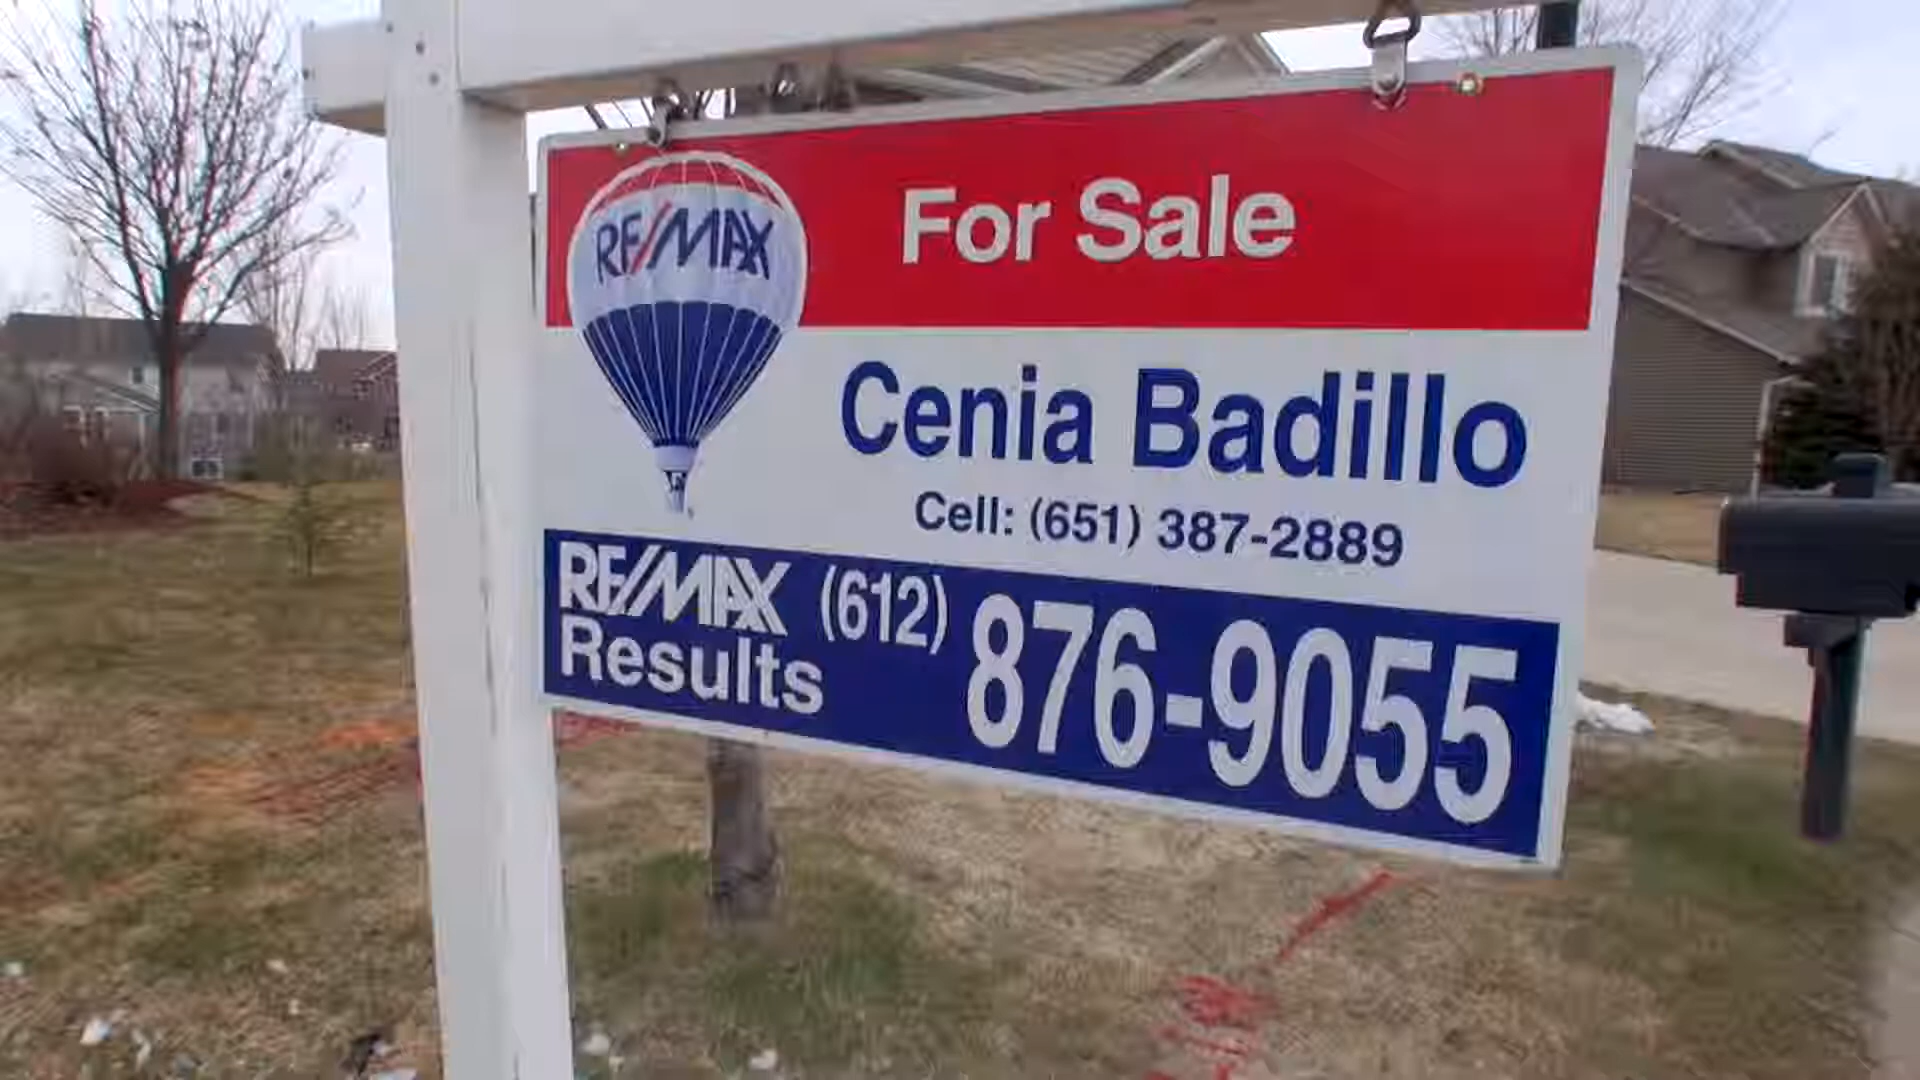 RE/MAX
For Sale
Cenia Badillo
Cell: (651) 387-2889
RE/MAX
Results
(612) 876-9055